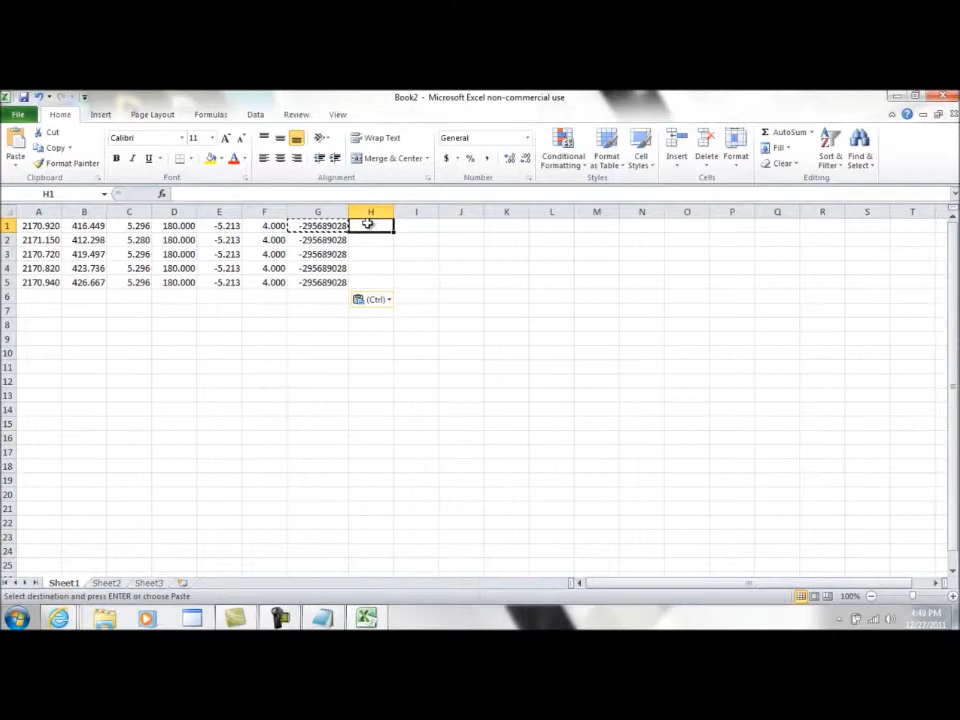 Book2 - Microsoft Excel non-commercial use
File Home Insert Page Layout Formulas Data Review View
Paste
Cut
Copy
Format Painter
Clipboard
Calibri 11 A A
B I U A
Font
Wrap Text
Merge & Center
Alignment
General
$ % ,
Number
Conditional Formatting
Format as Table
Cell Styles
Styles
Insert Delete Format
Cells
AutoSum
Fill
Clear
Sort & Filter
Find & Select
Editing
H1 fx
A B C D E F G H I J K L M N O P Q R S T
1 2170.920 416.449 5.296 180.000 -5.213 4.000 -295689028
2 2171.150 412.298 5.280 180.000 -5.213 4.000 -295689028
3 2170.720 419.497 5.296 180.000 -5.213 4.000 -295689028
4 2170.820 423.736 5.296 180.000 -5.213 4.000 -295689028
5 2170.940 426.667 5.296 180.000 -5.213 4.000 -295689028
6 (Ctrl)
7
8
9
10
11
12
13
14
15
16
17
18
19
20
21
22
23
24
25
Sheet1 Sheet2 Sheet3
Select destination and press ENTER or choose Paste 100%
4:49 PM
12/27/2011